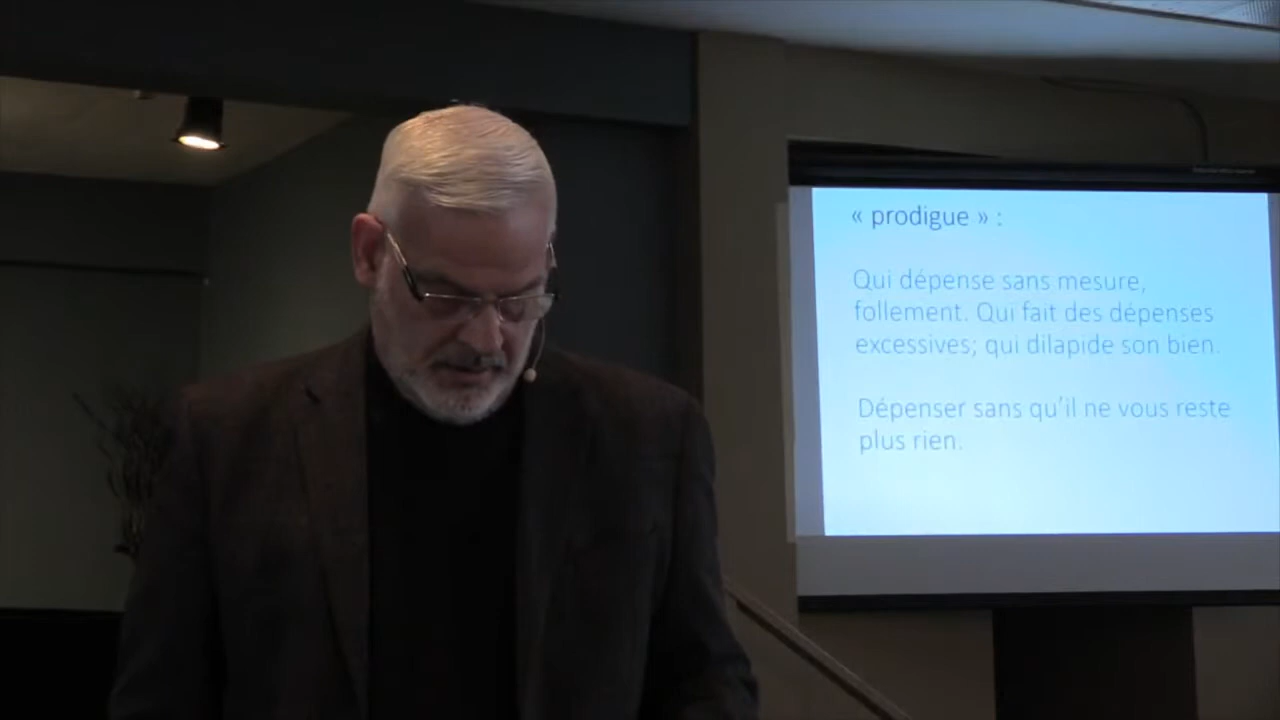 « prodigue » :
Qui dépense sans mesure,
follement. Qui fait des dépenses
excessives; qui dilapide son bien.
Dépenser sans qu'il ne vous reste
plus rien.